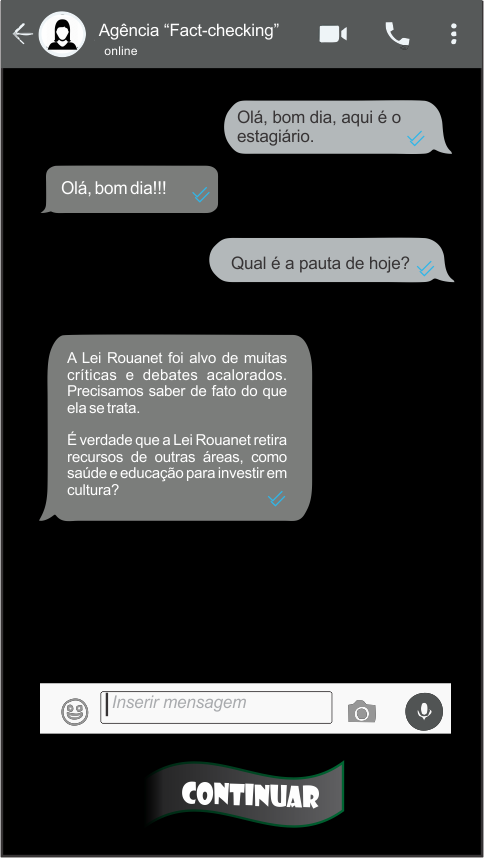 Agência “Fact-checking”
online
Olá, bom dia, aqui é o
estagiário.
Olá, bom dia!!!
Qual é a pauta de hoje?
A Lei Rouanet foi alvo de muitas
críticas e debates acalorados.
Precisamos saber de fato do que
ela se trata.
É verdade que a Lei Rouanet retira
recursos de outras áreas, como
saúde e educação para investir em
cultura?
Inserir mensagem
CONTINUAR